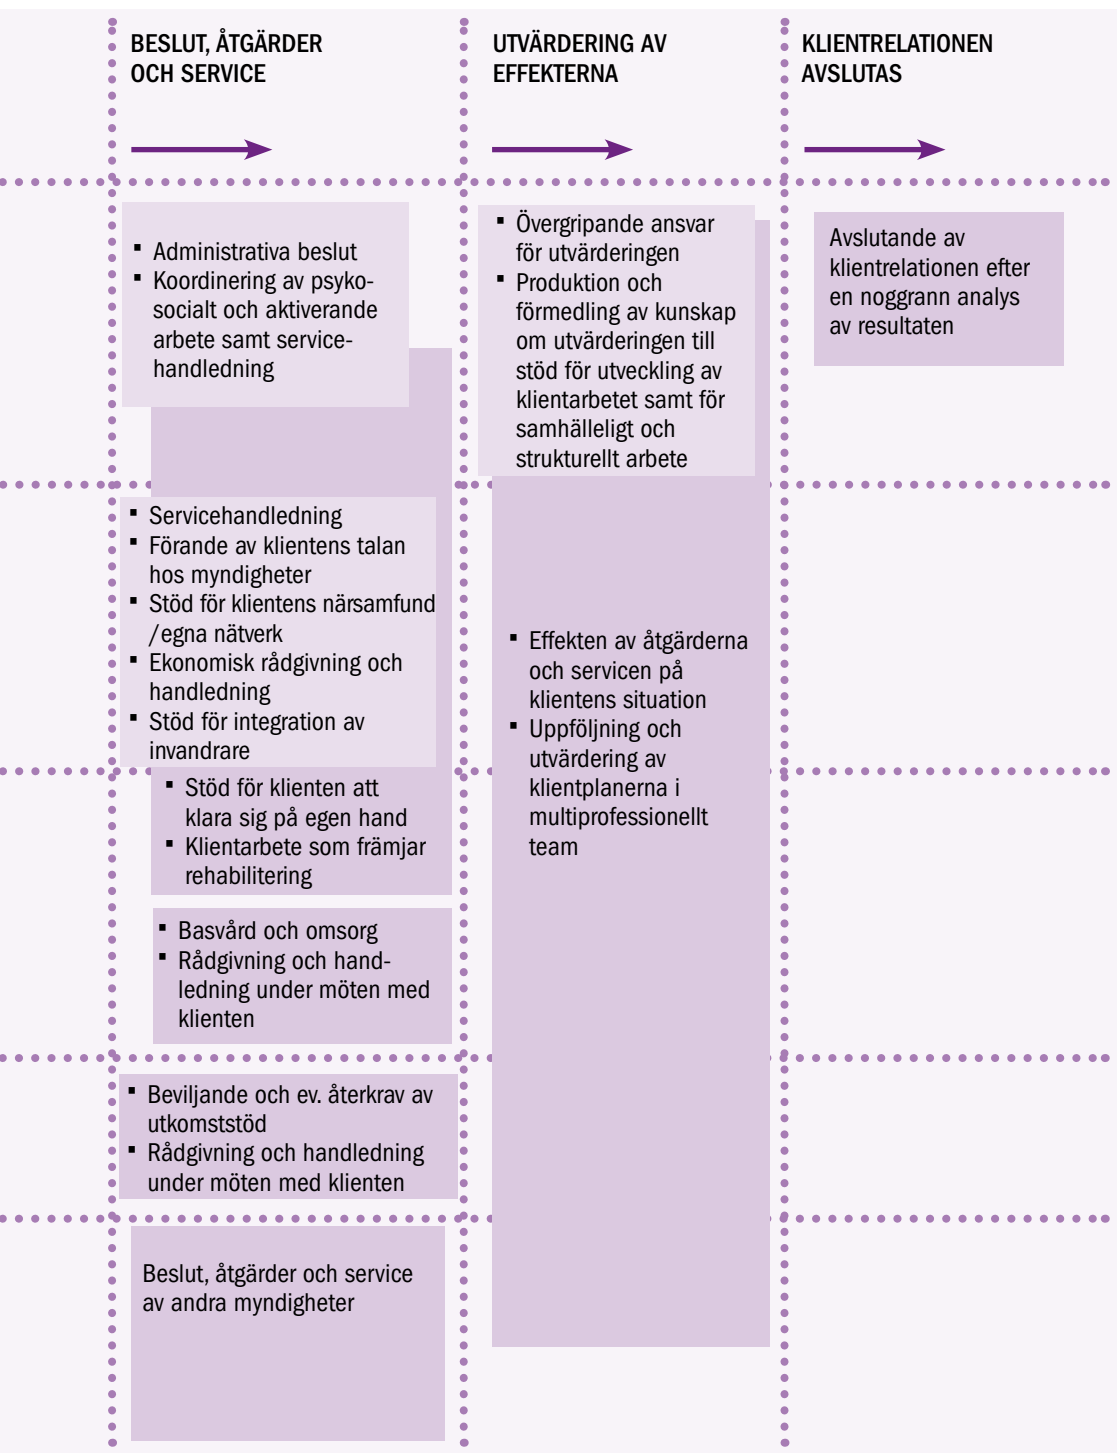 BESLUT, ÅTGÄRDER
OCH SERVICE
▪ Administrativa beslut
▪ Koordinering av psyko-
socialt och aktiverande
arbete samt service-
handledning
▪ Servicehandledning
▪ Förande av klientens talan
hos myndigheter
▪ Stöd för klientens närsamfund
/egna nätverk
▪ Ekonomisk rådgivning och
handledning
▪ Stöd för integration av
invandrare
▪ Stöd för klienten att
klara sig på egen hand
▪ Klientarbete som främjar
rehabilitering
▪ Basvård och omsorg
▪ Rådgivning och hand-
ledning under möten med
klienten
▪ Beviljande och ev. återkrav av
utkomststöd
▪ Rådgivning och handledning
under möten med klienten
Beslut, åtgärder och service
av andra myndigheter
UTVÄRDERING AV
EFFEKTERNA
▪ Övergripande ansvar
för utvärderingen
▪ Produktion och
förmedling av kunskap
om utvärderingen till
stöd för utveckling av
klientarbetet samt för
samhälleligt och
strukturellt arbete
▪ Effekten av åtgärderna
och servicen på
klientens situation
▪ Uppföljning och
utvärdering av
klientplanerna i
multiprofessionellt
team
KLIENTRELATIONEN
AVSLUTAS
Avslutande av
klientrelationen efter
en noggrann analys
av resultaten